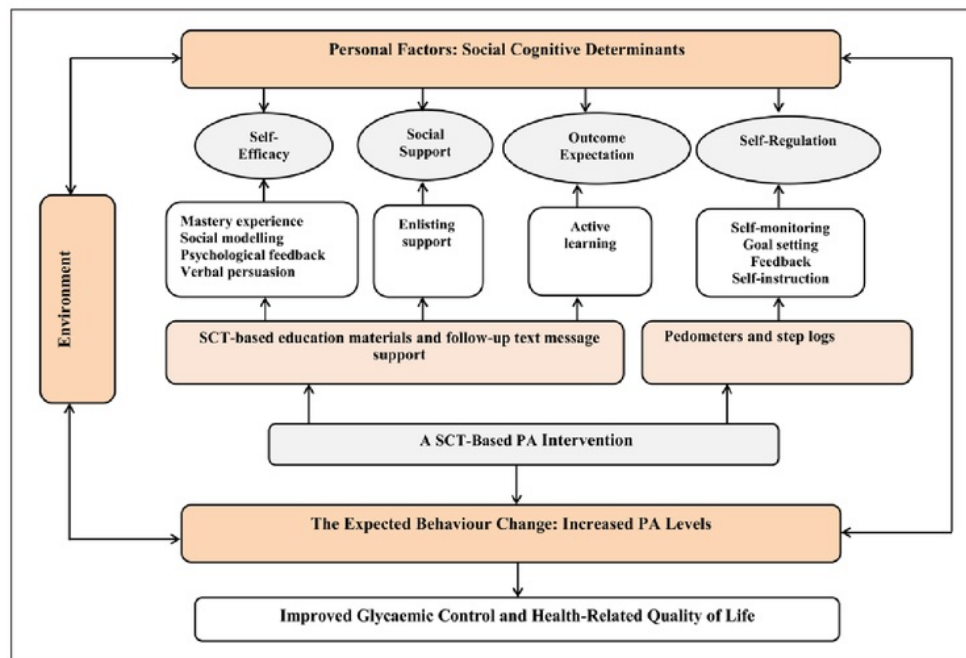 Personal Factors: Social Cognitive Determinants
Self-
Efficacy
Social
Support
Outcome
Expectation
Self-Regulation
Mastery experience
Social modelling
Psychological feedback
Verbal persuasion
Enlisting
support
Active
learning
Self-monitoring
Goal setting
Feedback
Self-instruction
Environment
SCT-based education materials and follow-up text message
support
Pedometers and step logs
A SCT-Based PA Intervention
The Expected Behaviour Change: Increased PA Levels
Improved Glycaemic Control and Health-Related Quality of Life